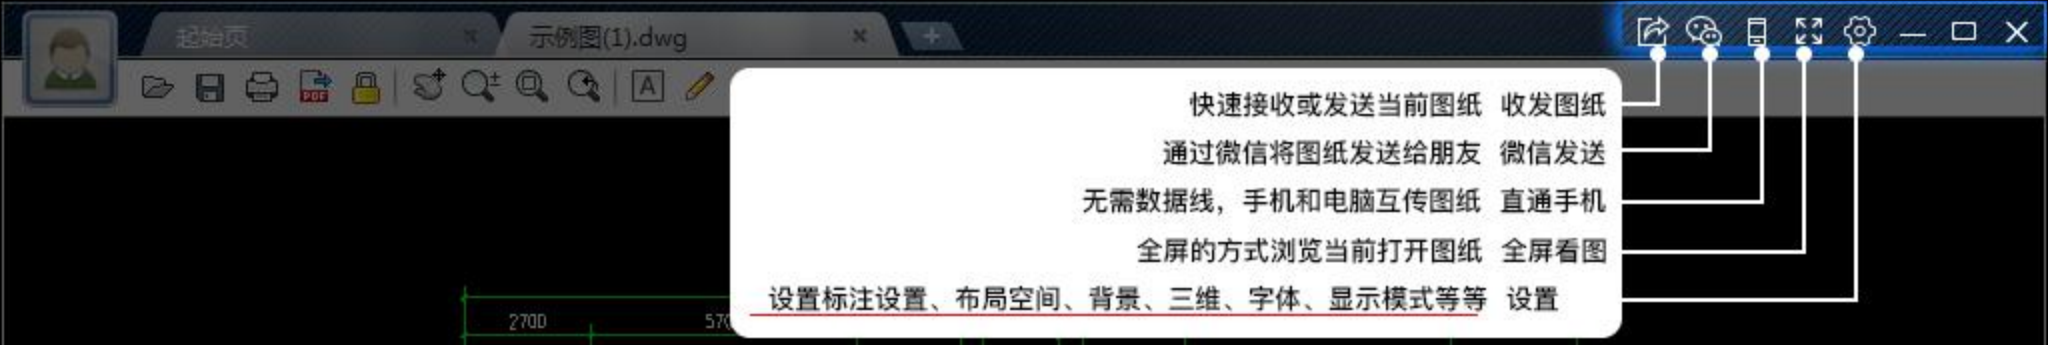 起始页
示例图(1).dwg
PDF
A
快速接收或发送当前图纸 收发图纸
通过微信将图纸发送给朋友 微信发送
无需数据线，手机和电脑互传图纸 直通手机
全屏的方式浏览当前打开图纸 全屏看图
设置标注设置、布局空间、背景、三维、字体、显示模式等等 设置
2700